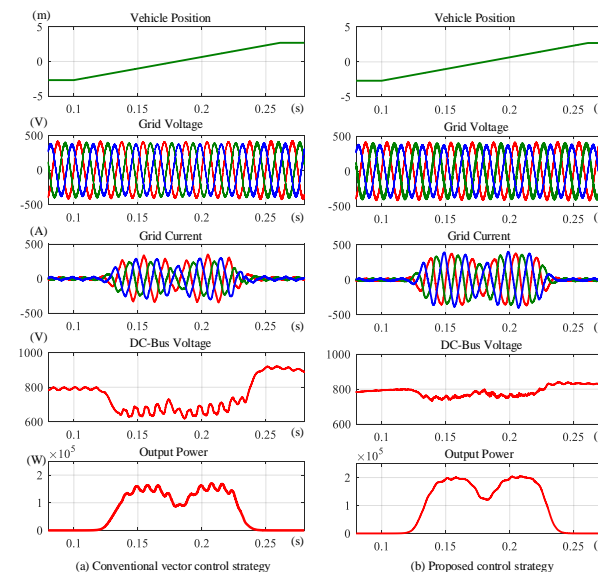 (m)
Vehicle Position
Vehicle Position
5
0
-5
0.1 0.15 0.2 0.25 (s)
5
0
-5
0.1 0.15 0.2 0.25
(V)
Grid Voltage
Grid Voltage
500
0
-500
0.1 0.15 0.2 0.25 (s)
500
0
-500
0.1 0.15 0.2 0.25
(A)
Grid Current
Grid Current
500
0
-500
0.1 0.15 0.2 0.25 (s)
500
0
-500
0.1 0.15 0.2 0.25
(V)
DC-Bus Voltage
DC-Bus Voltage
1000
800
600
0.1 0.15 0.2 0.25 (s)
1000
800
600
0.1 0.15 0.2 0.25
(W)
×10⁵
Output Power
×10⁵
Output Power
2
1
0
0.1 0.15 0.2 0.25 (s)
2
1
0
0.1 0.15 0.2 0.25
(a) Conventional vector control strategy
(b) Proposed control strategy